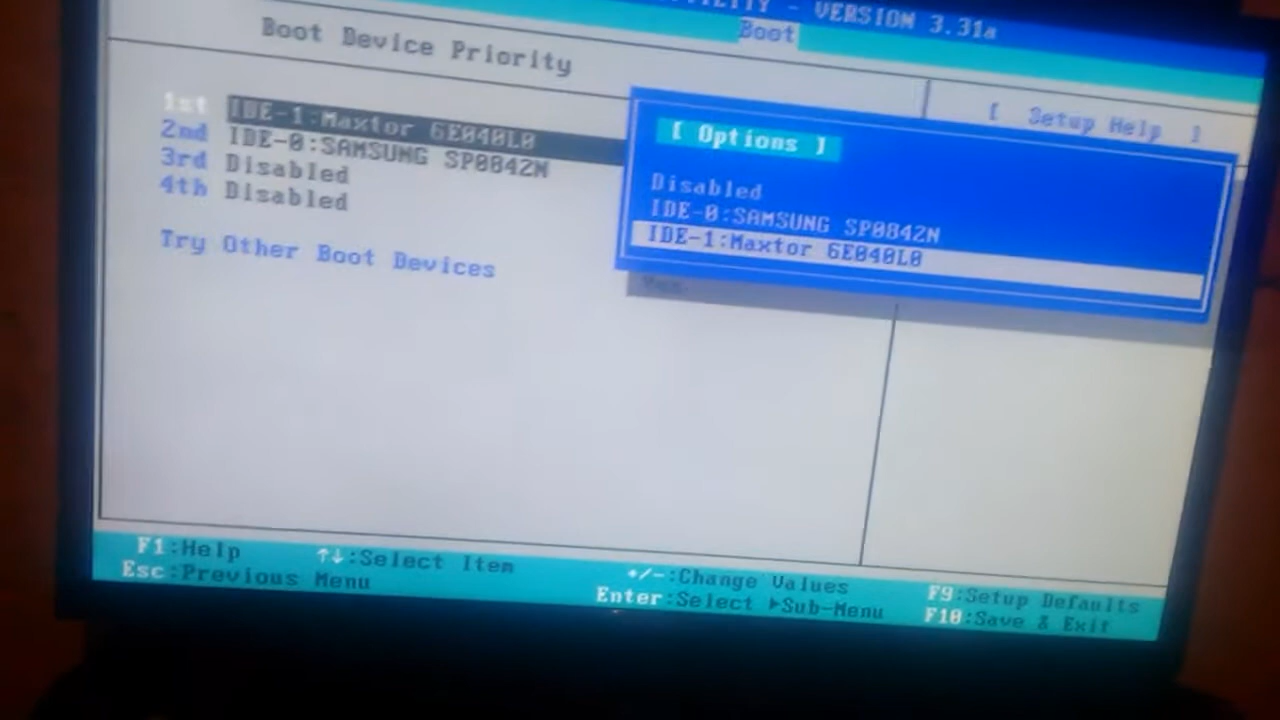 - VERSION 3.31a
Boot
Boot Device Priority
[ Setup Help ]
1st IDE-1:Maxtor 6E040L0
2nd IDE-0:SAMSUNG SP0842N
3rd Disabled
4th Disabled
Try Other Boot Devices
Yes
[ Options ]
Disabled
IDE-0:SAMSUNG SP0842N
IDE-1:Maxtor 6E040L0
F1:Help ↑↓:Select Item +/-:Change Values F9:Setup Defaults
Esc:Previous Menu Enter:Select ►Sub-Menu F10:Save & Exit